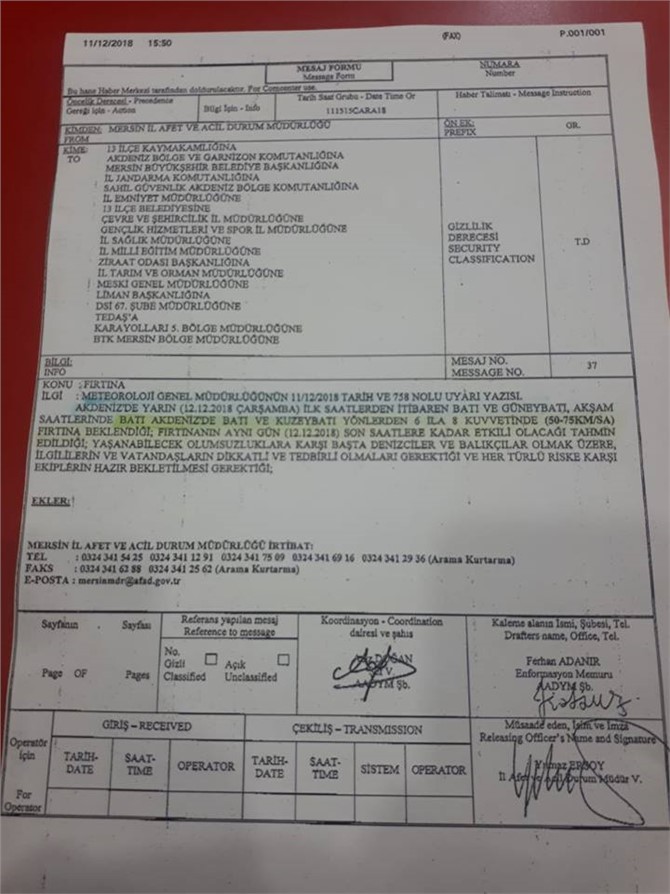 11/12/2018 15:50 (FAX) P.001/001
MESAJ FORMU
Message Form
NUMARA
Number
Bu hane Haber Merkezi tarafından doldurulacaktır. For Comcenter use.
Öncelik Derecesi - Precedence
Gereği için - Action
Bilgi İçin - Info
Tarih Saat Grubu - Date Time Gr
111515CARA18
Haber Talimatı - Message Instruction
KİMDEN: MERSİN İL AFET VE ACİL DURUM MÜDÜRLÜĞÜ
FROM
ÖN EK:
PREFIX
GR.
KİME: 13 İLÇE KAYMAKAMLIĞINA
TO AKDENİZ BÖLGE VE GARNİZON KOMUTANLIĞINA
MERSİN BÜYÜKŞEHİR BELEDİYE BAŞKANLIĞINA
İL JANDARMA KOMUTANLIĞINA
SAHİL GÜVENLİK AKDENİZ BÖLGE KOMUTANLIĞINA
İL EMNİYET MÜDÜRLÜĞÜNE
13 İLÇE BELEDİYESİNE
ÇEVRE VE ŞEHİRCİLİK İL MÜDÜRLÜĞÜNE
GENÇLİK HİZMETLERİ VE SPOR İL MÜDÜRLÜĞÜNE
İL SAĞLIK MÜDÜRLÜĞÜNE
İL MİLLİ EĞİTİM MÜDÜRLÜĞÜNE
ZİRAAT ODASI BAŞKANLIĞINA
İL TARIM VE ORMAN MÜDÜRLÜĞÜNE
MESKİ GENEL MÜDÜRLÜĞÜNE
LİMAN BAŞKANLIĞINA
DSİ 67. ŞUBE MÜDÜRLÜĞÜNE
TEDAŞ'A
KARAYOLLARI 5. BÖLGE MÜDÜRLÜĞÜNE
BTK MERSİN BÖLGE MÜDÜRLÜĞÜNE
GİZLİLİK
DERECESİ
SECURITY
CLASSIFICATION
T.D
BİLGİ:
INFO
MESAJ NO.
MESSAGE NO.
37
KONU : FIRTINA
İLGİ : METEOROLOJİ GENEL MÜDÜRLÜĞÜNÜN 11/12/2018 TARİH VE 758 NOLU UYARI YAZISI.
AKDENİZ'DE YARIN (12.12.2018 ÇARŞAMBA) İLK SAATLERDEN İTİBAREN BATI VE GÜNEYBATI, AKŞAM
SAATLERİNDE BATI AKDENİZ'DE BATI VE KUZEYBATI YÖNLERDEN 6 ILA 8 KUVVETİNDE (50-75KM/SA)
FIRTINA BEKLENDİĞİ; FIRTINANIN AYNI GÜN (12.12.2018) SON SAATLERE KADAR ETKİLİ OLACAĞI TAHMİN
EDİLDİĞİ; YAŞANABİLECEK OLUMSUZLUKLARA KARŞI BAŞTA DENİZCİLER VE BALIKÇILAR OLMAK ÜZERE,
İLGİLİLERİN VE VATANDAŞLARIN DİKKATLİ VE TEDBİRLİ OLMALARI GEREKTİĞİ VE HER TÜRLÜ RİSKE KARŞI
EKİPLERİN HAZIR BEKLETİLMESİ GEREKTİĞİ;
EKLER:
MERSİN İL AFET VE ACİL DURUM MÜDÜRLÜĞÜ İRTİBAT:
TEL : 0324 341 54 25 0324 341 12 91 0324 341 75 09 0324 341 69 16 0324 341 29 36 (Arama Kurtarma)
FAKS : 0324 341 62 88 0324 341 25 62 (Arama Kurtarma)
E-POSTA : mersinmdr@afad.gov.tr
Sayfanın Sayfası
Page OF Pages
Referans yapılan mesaj
Reference to message
No.
Gizli
Classified
Açık
Unclassified
Koordinasyon - Coordination
dairesi ve şahıs
DOĞAN
V.
AADYM Şb.
Kaleme alanın İsmi, Şübesi, Tel.
Drafters name, Office, Tel.
Ferhan ADANIR
Enformasyon Memuru
AADYM Şb.
Operatör
İçin
For
Operator
GİRİŞ – RECEIVED
TARİH-
DATE
SAAT-
TIME
OPERATOR
ÇEKİLİŞ – TRANSMISSION
TARİH-
DATE
SAAT-
TIME
SİSTEM
OPERATOR
Müsaade eden, İsim ve İmza
Releasing Officer's Name and Signature
Yılmaz ERSOY
İl Afet ve Acil Durum Müdür V.